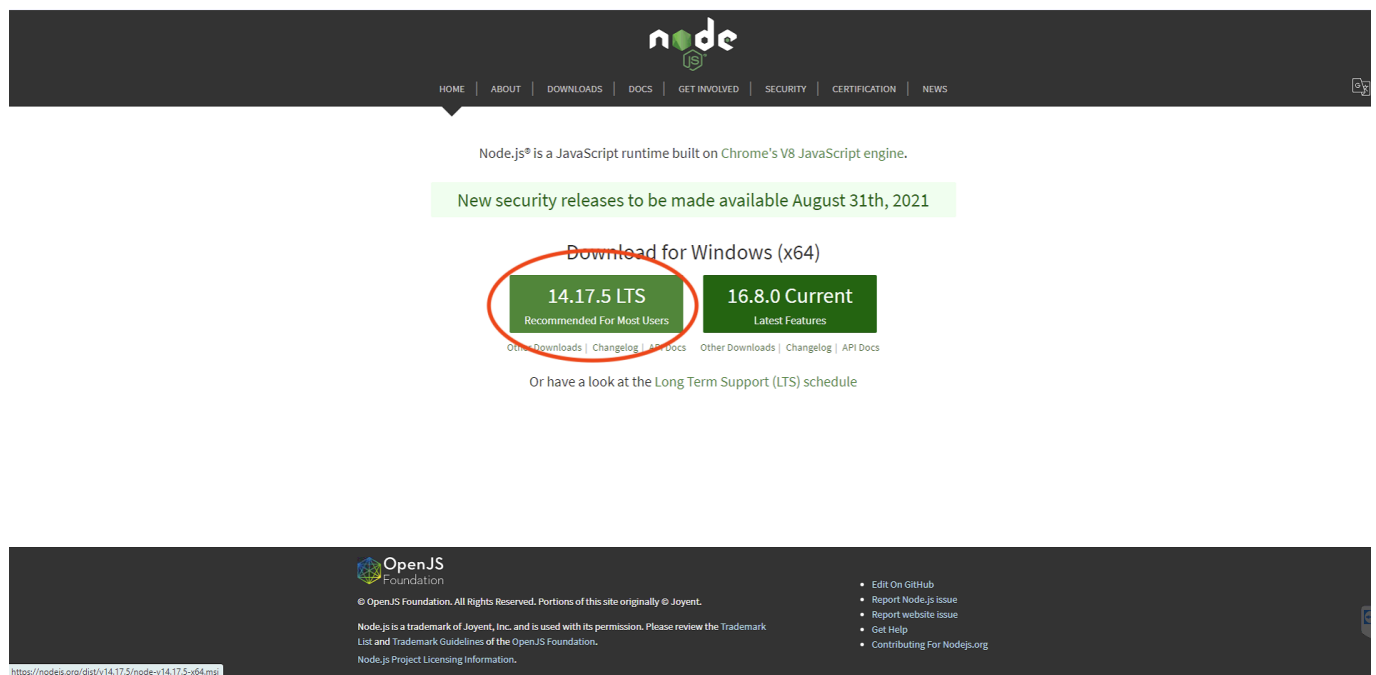 node
JS
HOME | ABOUT | DOWNLOADS | DOCS | GET INVOLVED | SECURITY | CERTIFICATION | NEWS
Node.js® is a JavaScript runtime built on Chrome's V8 JavaScript engine.
New security releases to be made available August 31th, 2021
Download for Windows (x64)
14.17.5 LTS
Recommended For Most Users
16.8.0 Current
Latest Features
Other Downloads | Changelog | API Docs
Other Downloads | Changelog | API Docs
Or have a look at the Long Term Support (LTS) schedule
OpenJS
Foundation
© OpenJS Foundation. All Rights Reserved. Portions of this site originally © Joyent.
Node.js is a trademark of Joyent, Inc. and is used with its permission. Please review the Trademark
List and Trademark Guidelines of the OpenJS Foundation.
Node.js Project Licensing Information.
Edit On GitHub
Report Node.js issue
Report website issue
Get Help
Contributing For Nodejs.org
https://nodejs.org/dist/v14.17.5/node-v14.17.5-x64.msi